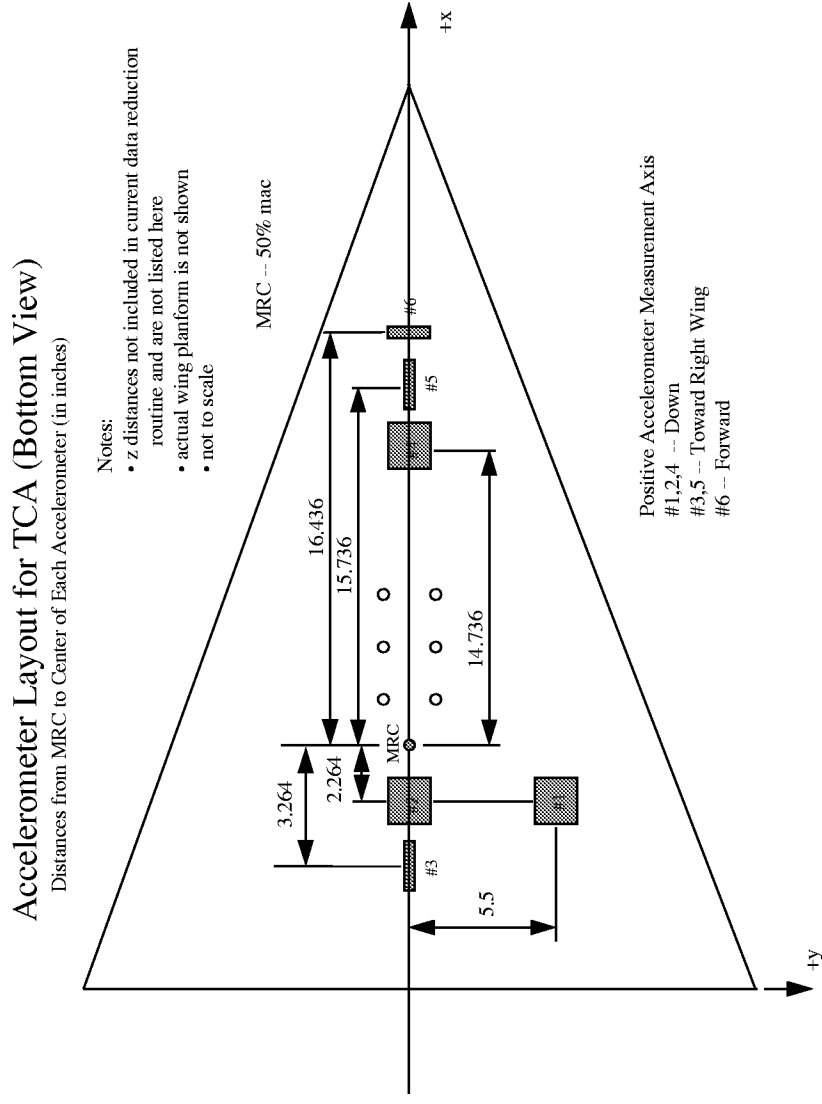 Accelerometer Layout for TCA (Bottom View)
Distances from MRC to Center of Each Accelerometer (in inches)
Notes:
• z distances not included in current data reduction
routine and are not listed here
• actual wing planform is not shown
• not to scale
MRC -- 50% mac
16.436
15.736
3.264
2.264
MRC
14.736
5.5
#3
#2
#1
#4
#5
#6
+x
+y
Positive Accelerometer Measurement Axis
#1,2,4 -- Down
#3,5 -- Toward Right Wing
#6 -- Forward